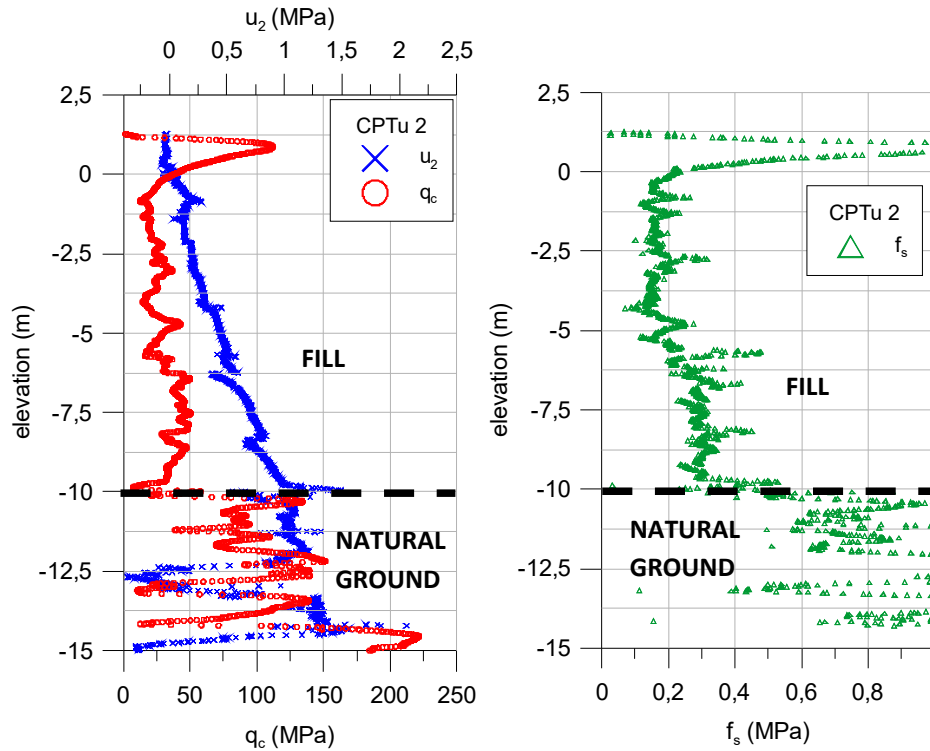 u2 (MPa)
0 0,5 1 1,5 2 2,5
2,5
0
-2,5
-5
-7,5
-10
-12,5
-15
elevation (m)
CPTu 2
u2
qc
FILL
NATURAL
GROUND
0 50 100 150 200 250
qc (MPa)
2,5
0
-2,5
-5
-7,5
-10
-12,5
-15
elevation (m)
CPTu 2
fs
FILL
NATURAL
GROUND
0 0,2 0,4 0,6 0,8
fs (MPa)